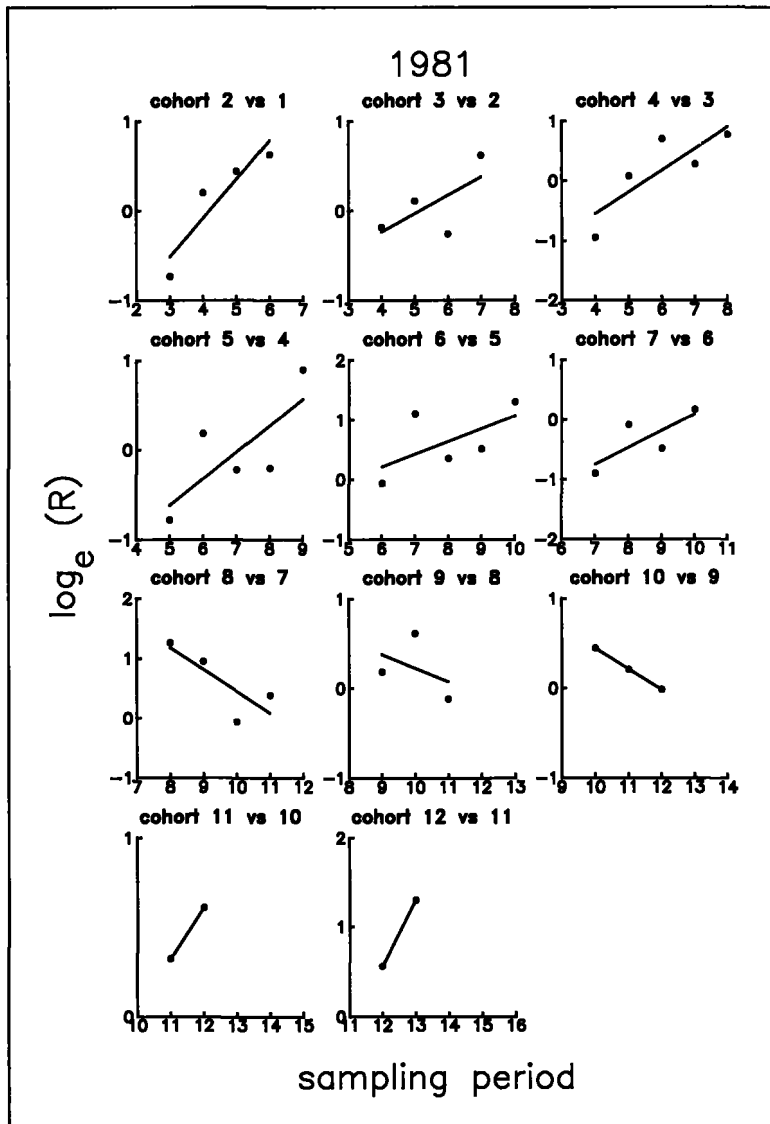 1981
cohort 2 vs 1
cohort 3 vs 2
cohort 4 vs 3
1
0
−1
2 3 4 5 6 7
1
0
−1
3 4 5 6 7 8
1
0
−1
−2
3 4 5 6 7 8
cohort 5 vs 4
cohort 6 vs 5
cohort 7 vs 6
1
0
−1
4 5 6 7 8 9
2
1
0
−1
5 6 7 8 9 10
1
0
−1
−2
6 7 8 9 10 11
cohort 8 vs 7
cohort 9 vs 8
cohort 10 vs 9
2
1
0
−1
7 8 9 10 11 12
1
0
−1
8 9 10 11 12 13
1
0
−1
9 10 11 12 13 14
cohort 11 vs 10
cohort 12 vs 11
1
0
10 11 12 13 14 15
2
1
0
11 12 13 14 15 16
log_e (R)
sampling period